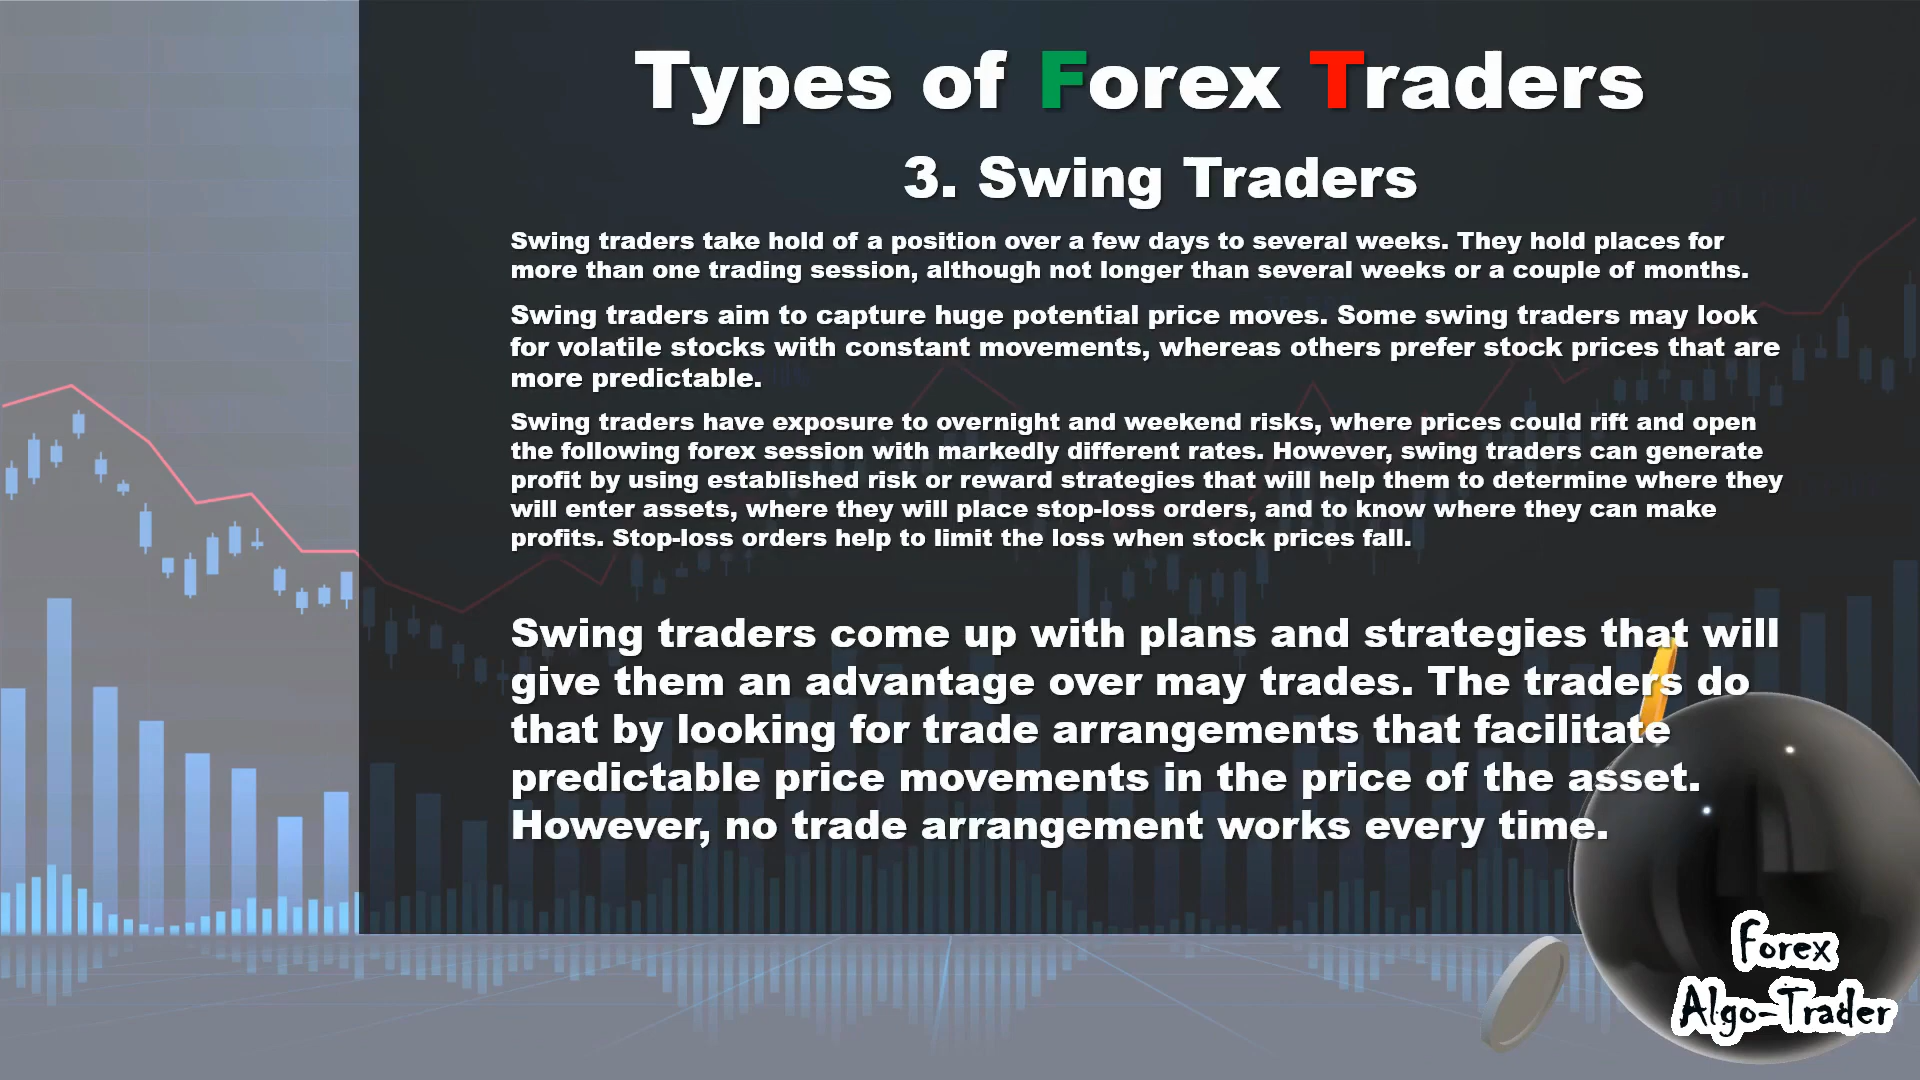 Types of Forex Traders
3. Swing Traders
Swing traders take hold of a position over a few days to several weeks. They hold places for
more than one trading session, although not longer than several weeks or a couple of months.
Swing traders aim to capture huge potential price moves. Some swing traders may look
for volatile stocks with constant movements, whereas others prefer stock prices that are
more predictable.
Swing traders have exposure to overnight and weekend risks, where prices could rift and open
the following forex session with markedly different rates. However, swing traders can generate
profit by using established risk or reward strategies that will help them to determine where they
will enter assets, where they will place stop-loss orders, and to know where they can make
profits. Stop-loss orders help to limit the loss when stock prices fall.
Swing traders come up with plans and strategies that will
give them an advantage over may trades. The traders do
that by looking for trade arrangements that facilitate
predictable price movements in the price of the asset.
However, no trade arrangement works every time.
Forex
Algo-Trader